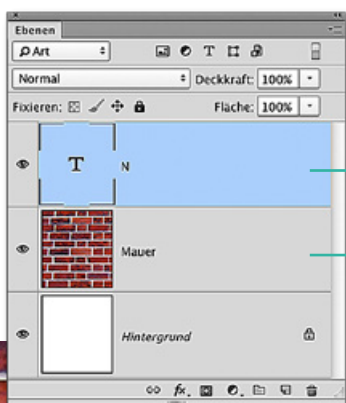 Ebenen
Art
Normal Deckkraft: 100%
Fixieren: Fläche: 100%
T N
Mauer
Hintergrund
fx